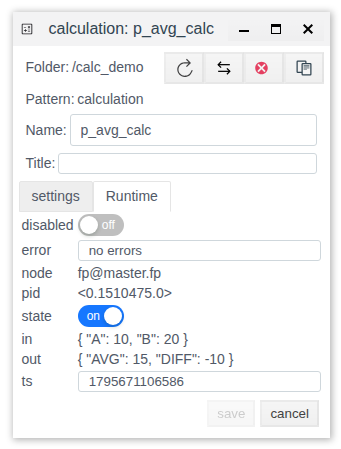 calculation: p_avg_calc
Folder: /calc_demo
Pattern: calculation
Name: p_avg_calc
Title:
settings Runtime
disabled off
error no errors
node fp@master.fp
pid <0.1510475.0>
state on
in { "A": 10, "B": 20 }
out { "AVG": 15, "DIFF": -10 }
ts 1795671106586
save cancel